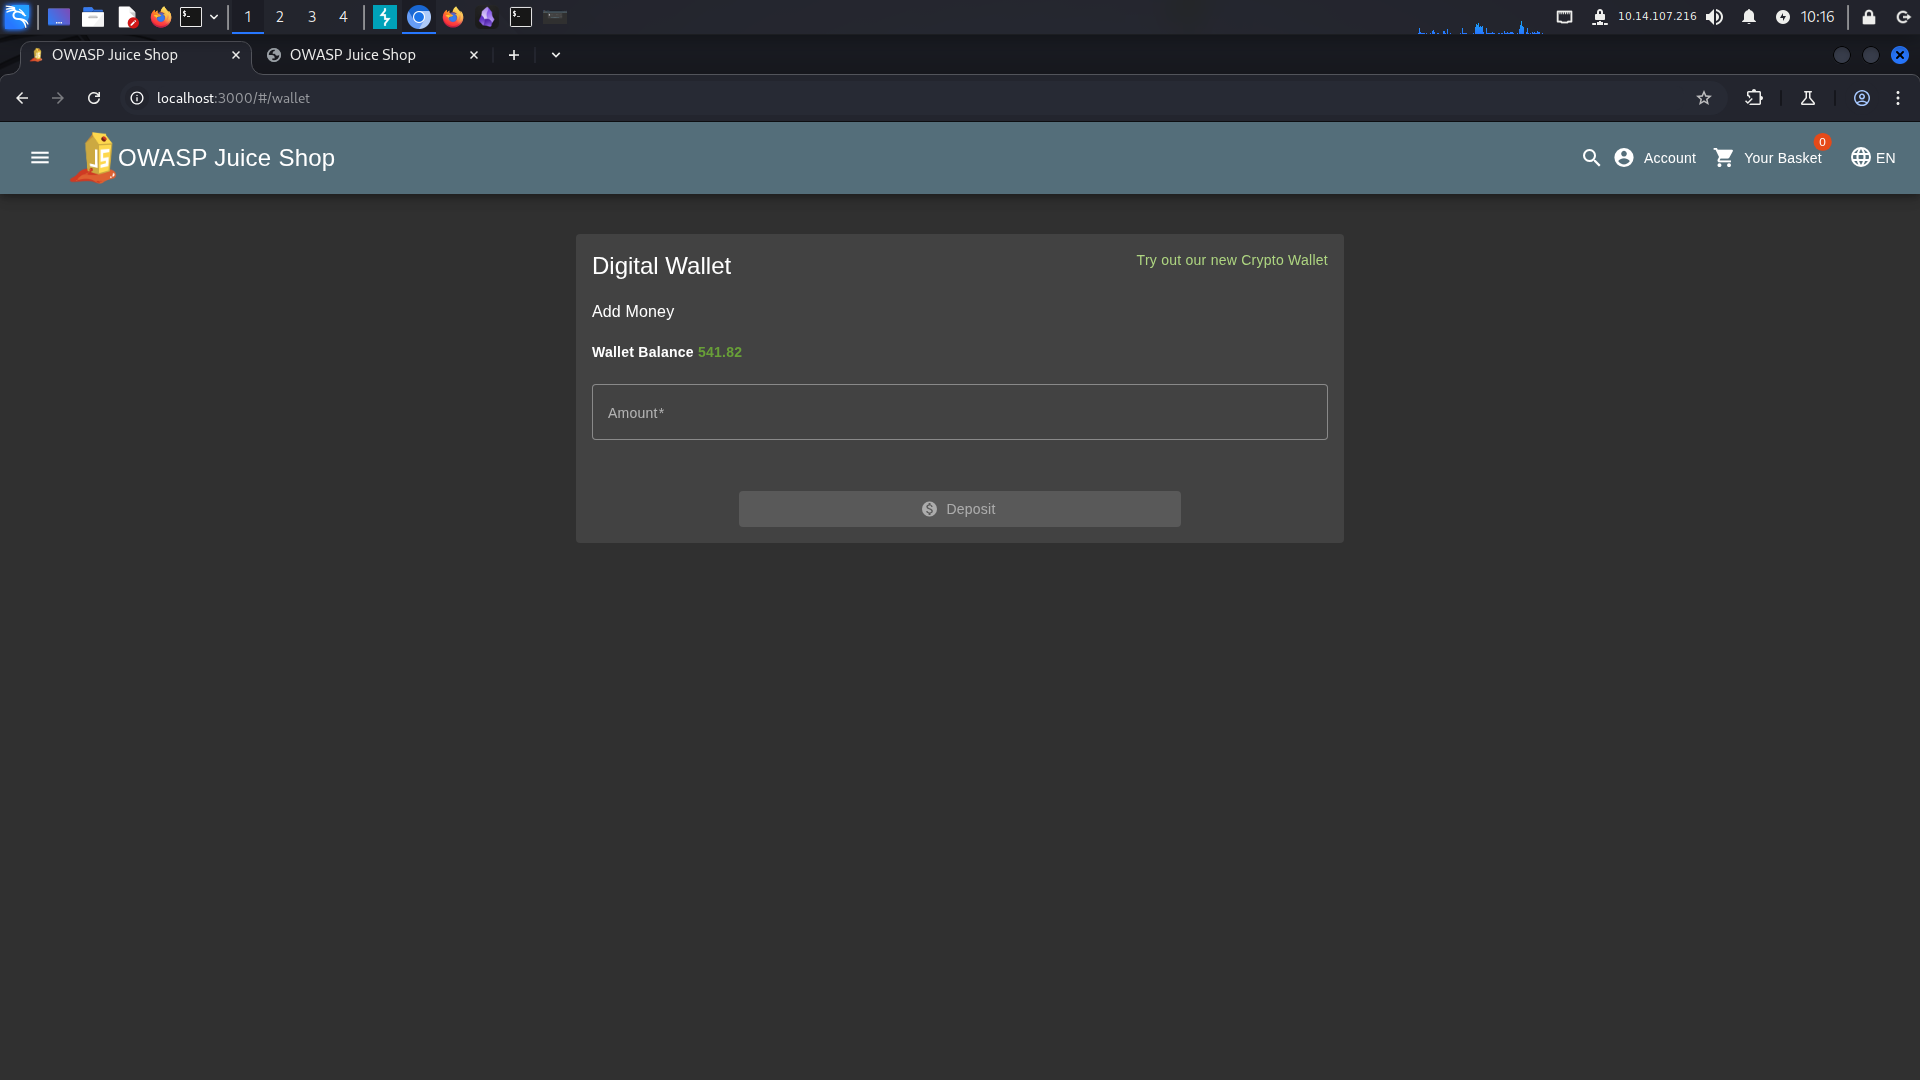 1 2 3 4 10.14.107.216 10:16
OWASP Juice Shop OWASP Juice Shop
localhost:3000/#/wallet
OWASP Juice Shop Account Your Basket 0 EN
Digital Wallet Try out our new Crypto Wallet
Add Money
Wallet Balance 541.82
Amount*
Deposit